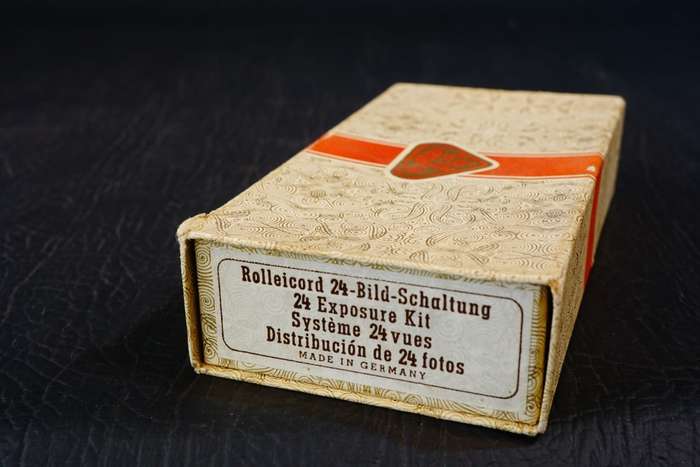 Rolleicord 24-Bild-Schaltung
24 Exposure Kit
Système 24 vues
Distribución de 24 fotos
MADE IN GERMANY